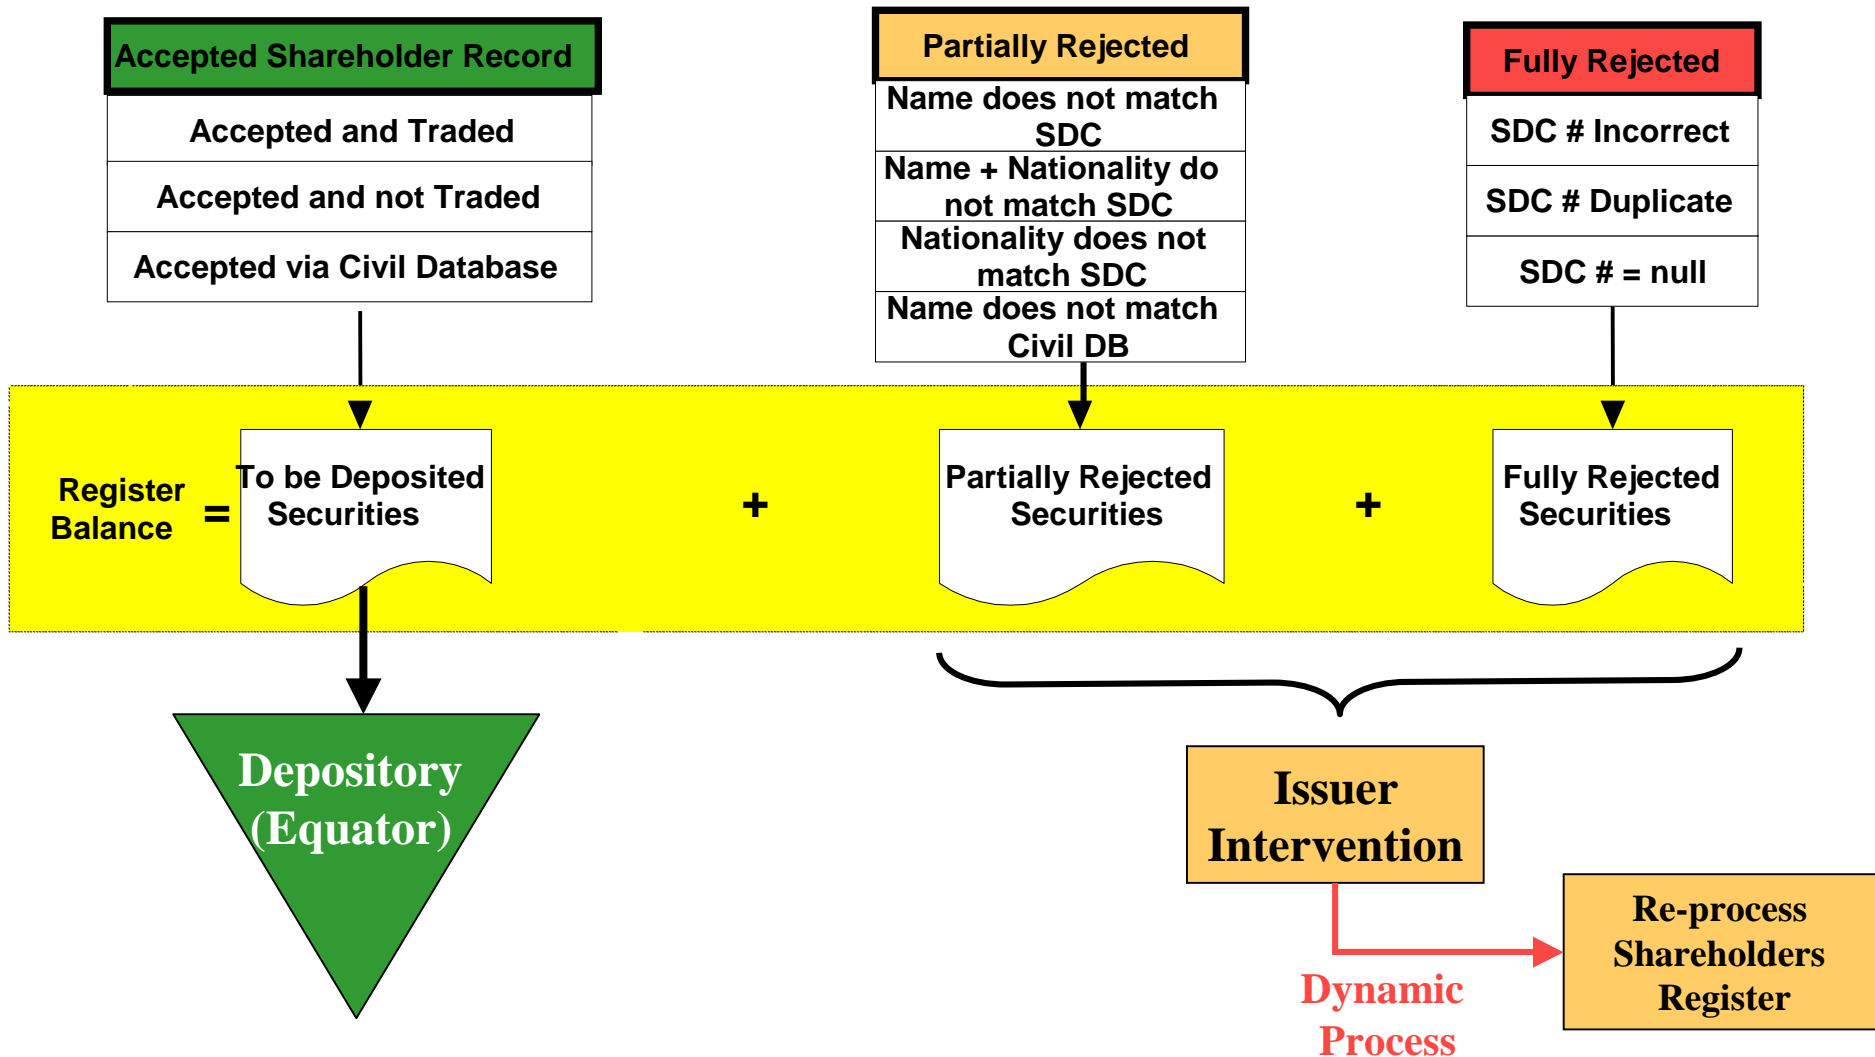 Accepted Shareholder Record
Accepted and Traded
Accepted and not Traded
Accepted via Civil Database
Partially Rejected
Name does not match
SDC
Name + Nationality do
not match SDC
Nationality does not
match SDC
Name does not match
Civil DB
Fully Rejected
SDC # Incorrect
SDC # Duplicate
SDC # = null
Register
Balance
=
To be Deposited
Securities
+
Partially Rejected
Securities
+
Fully Rejected
Securities
Depository
(Equator)
Issuer
Intervention
Dynamic
Process
Re-process
Shareholders
Register